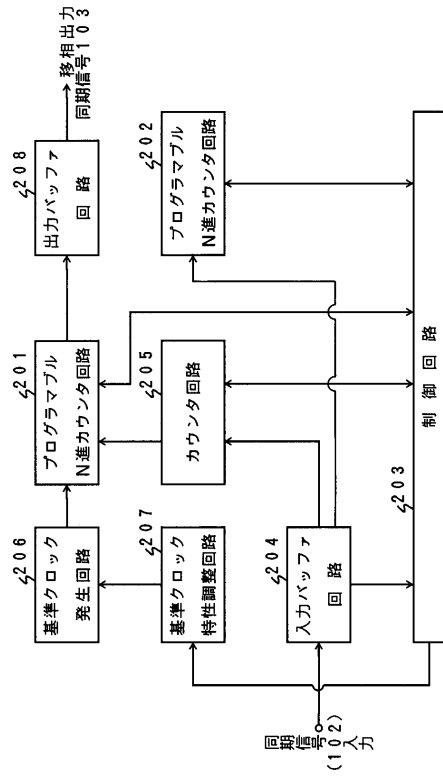 206
基準クロック
発生回路
201
プログラマブル
N進カウンタ回路
208
出力バッファ
回路
移相出力
同期信号103
207
基準クロック
特性調整回路
205
カウンタ回路
202
プログラマブル
N進カウンタ回路
204
入力バッファ
回路
同期信号
(102)
入力
203
制御回路